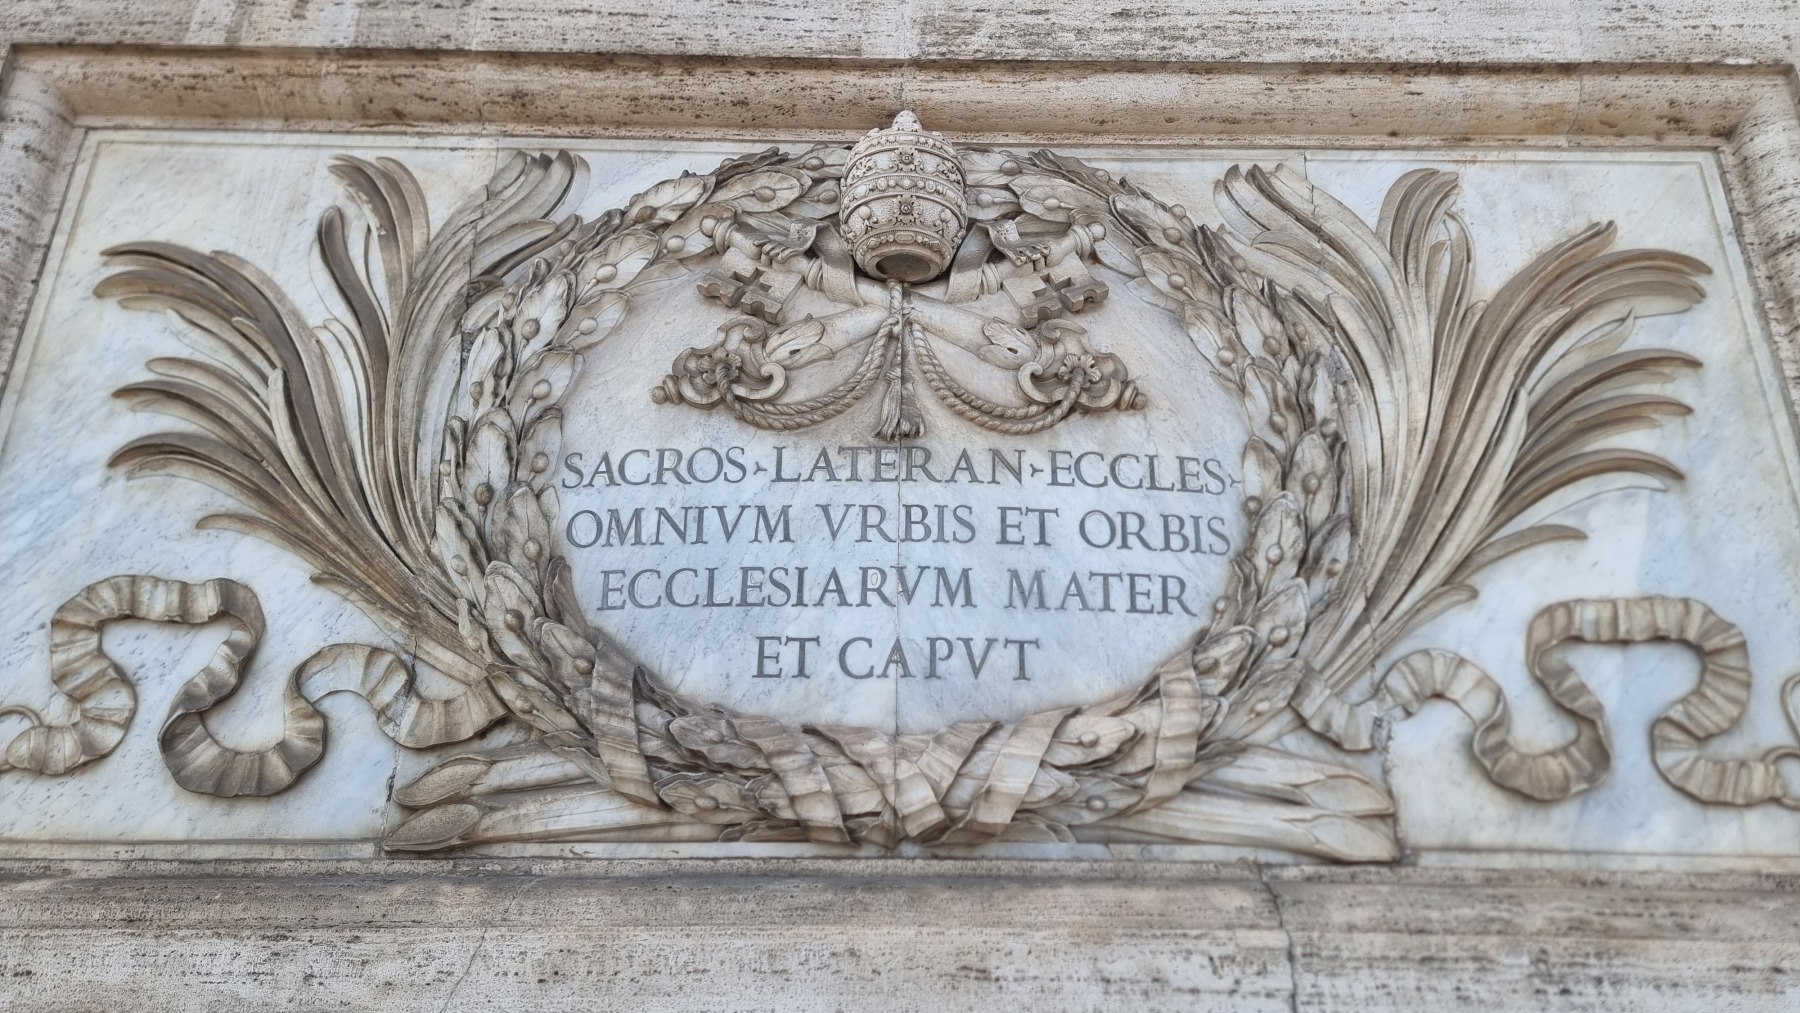 SACROS·LATERAN·ECCLES·
OMNIVM VRBIS ET ORBIS
ECCLESIARVM MATER
ET CAPVT